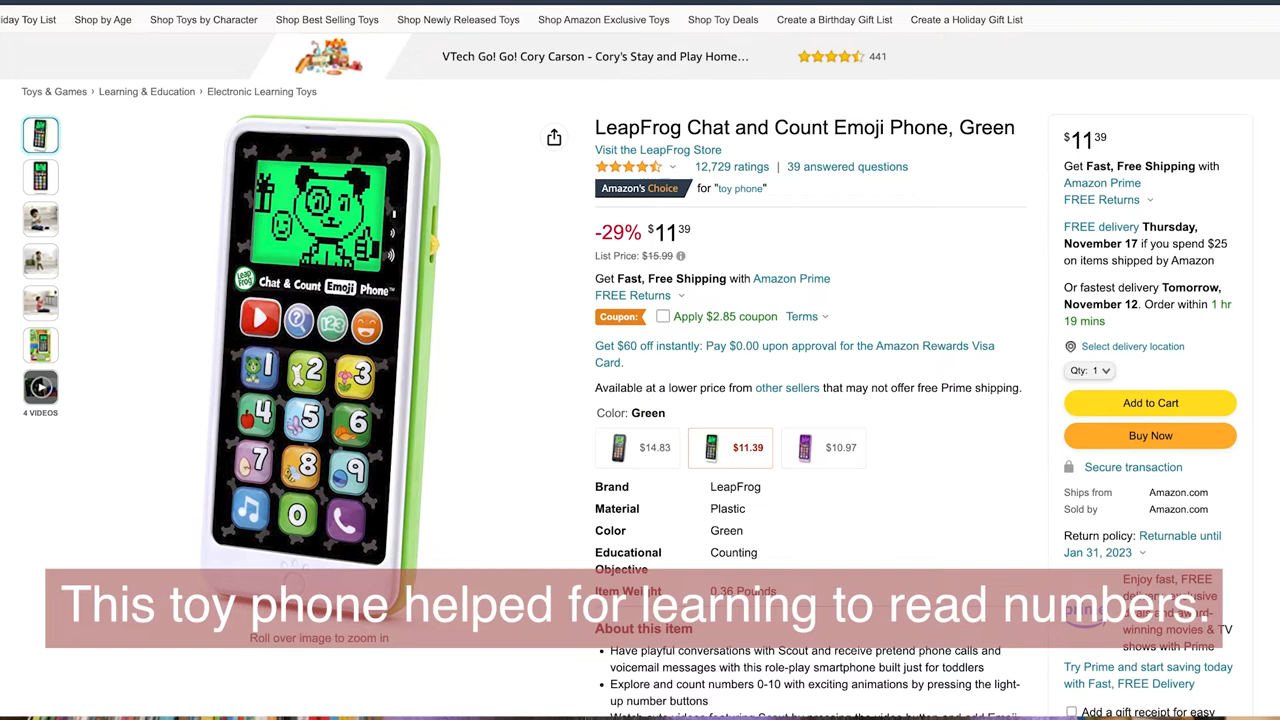 iday Toy List Shop by Age Shop Toys by Character Shop Best Selling Toys Shop Newly Released Toys Shop Amazon Exclusive Toys Shop Toy Deals Create a Birthday Gift List Create a Holiday Gift List
VTech Go! Go! Cory Carson - Cory's Stay and Play Home… 441
Toys & Games › Learning & Education › Electronic Learning Toys
4 VIDEOS
Leap Frog Chat & Count Emoji Phone™
1 2 3
4 5 6
7 8 9
0
Roll over image to zoom in
LeapFrog Chat and Count Emoji Phone, Green
Visit the LeapFrog Store
12,729 ratings | 39 answered questions
Amazon's Choice for "toy phone"
-29% $11 39
List Price: $15.99
Get Fast, Free Shipping with Amazon Prime
FREE Returns
Coupon: Apply $2.85 coupon Terms
Get $60 off instantly: Pay $0.00 upon approval for the Amazon Rewards Visa
Card.
Available at a lower price from other sellers that may not offer free Prime shipping.
Color: Green
$14.83 $11.39 $10.97
Brand LeapFrog
Material Plastic
Color Green
Educational Counting
Objective
Item Weight 0.36 Pounds
About this item
• Have playful conversations with Scout and receive pretend phone calls and
voicemail messages with this role-play smartphone built just for toddlers
• Explore and count numbers 0-10 with exciting animations by pressing the light-
up number buttons
$11 39
Get Fast, Free Shipping with
Amazon Prime
FREE Returns
FREE delivery Thursday,
November 17 if you spend $25
on items shipped by Amazon
Or fastest delivery Tomorrow,
November 12. Order within 1 hr
19 mins
Select delivery location
Qty: 1
Add to Cart
Buy Now
Secure transaction
Ships from Amazon.com
Sold by Amazon.com
Return policy: Returnable until
Jan 31, 2023
Enjoy fast, FREE
movies & TV
shows with Prime
Try Prime and start saving today
with Fast, FREE Delivery
Add a gift receipt for easy
This toy phone helped for learning to read numbers.